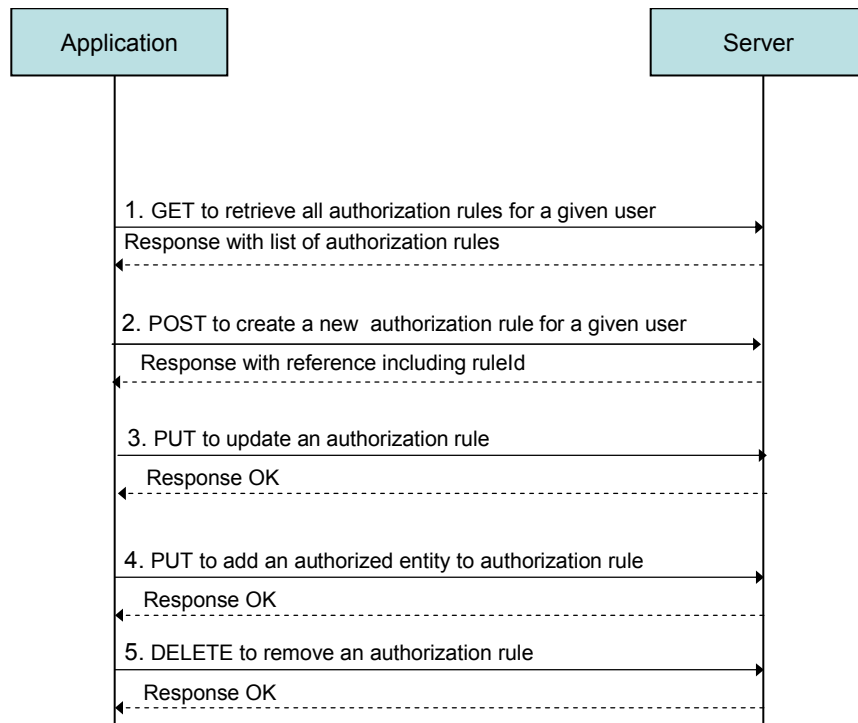 Application
Server
1. GET to retrieve all authorization rules for a given user
Response with list of authorization rules
2. POST to create a new authorization rule for a given user
Response with reference including ruleId
3. PUT to update an authorization rule
Response OK
4. PUT to add an authorized entity to authorization rule
Response OK
5. DELETE to remove an authorization rule
Response OK